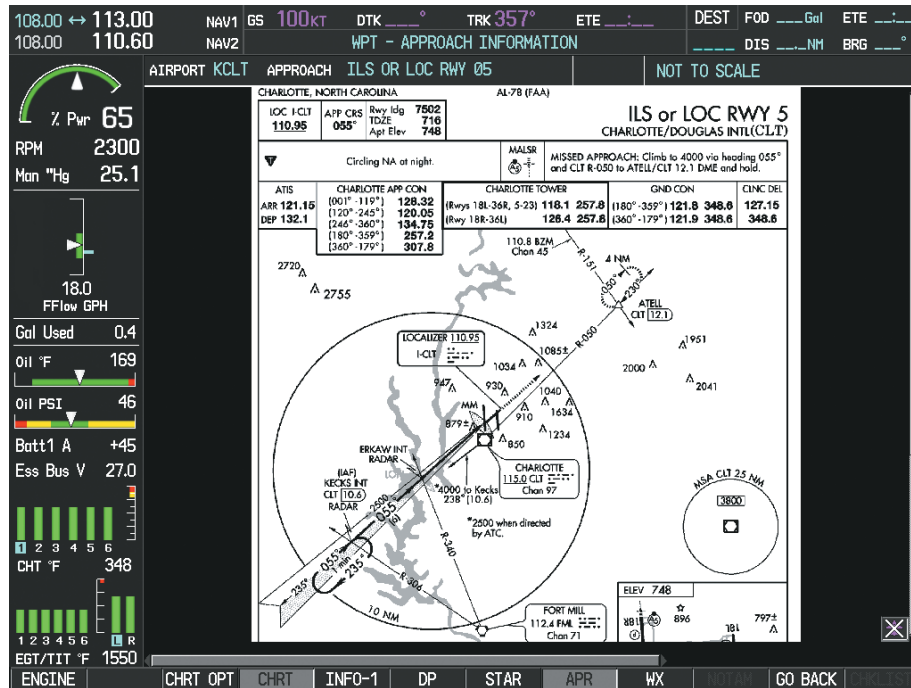 108.00 ↔ 113.00 NAV1
108.00 110.60 NAV2
GS 100KT DTK ___° TRK 357° ETE __:__
WPT - APPROACH INFORMATION
DEST FOD ___Gal ETE __:__
____ DIS __._NM BRG ___°
AIRPORT KCLT APPROACH ILS OR LOC RWY 05 NOT TO SCALE
% Pwr 65
RPM 2300
Man "Hg 25.1
18.0
FFlow GPH
Gal Used 0.4
Oil °F 169
Oil PSI 46
Batt1 A +45
Ess Bus V 27.0
1 2 3 4 5 6
CHT °F 348
1 2 3 4 5 6 L R
EGT/TIT °F 1550
CHARLOTTE, NORTH CAROLINA AL-78 (FAA)
LOC I-CLT
110.95
APP CRS
055°
Rwy ldg 7502
TDZE 716
Apt Elev 748
ILS or LOC RWY 5
CHARLOTTE/DOUGLAS INTL(CLT)
T
Circling NA at night.
MALSR
A5
MISSED APPROACH: Climb to 4000 via heading 055°
and CLT R-050 to ATELL/CLT 12.1 DME and hold.
ATIS
ARR 121.15
DEP 132.1
CHARLOTTE APP CON
(001° -119°) 128.32
(120° -245°) 120.05
(246° -360°) 134.75
(180° -359°) 257.2
(360° -179°) 307.8
CHARLOTTE TOWER
(Rwys 18L-36R, 5-23) 118.1 257.8
(Rwy 18R-36L) 126.4 257.8
GND CON
(180° -359°) 121.8 348.6
(360° -179°) 121.9 348.6
CLNC DEL
127.15
348.6
110.8 BZM
Chan 45
R-151
4 NM
050°
230°
ATELL
CLT 12.1
R-050
2720
2755
LOCALIZER 110.95
I-CLT
1324
1085±
1034
1951
2000
2041
947
930
1040
1634
910
MM
879±
850
1234
ERKAW INT
RADAR
LOM
CHARLOTTE
115.0 CLT
Chan 97
(IAF)
KECKS INT
CLT 10.6
RADAR
*4000 to Kecks
238° (10.6)
*2500 when directed
by ATC.
2500
055°
(6)
055°
1 min
235°
235°
R-340
R-306
10 NM
MSA CLT 25 NM
3800
FORT MILL
112.4 FML
Chan 71
ELEV 748
18R
896
18L
797±
ENGINE CHRT OPT CHRT INFO-1 DP STAR APR WX NOTAM GO BACK CHKLIST